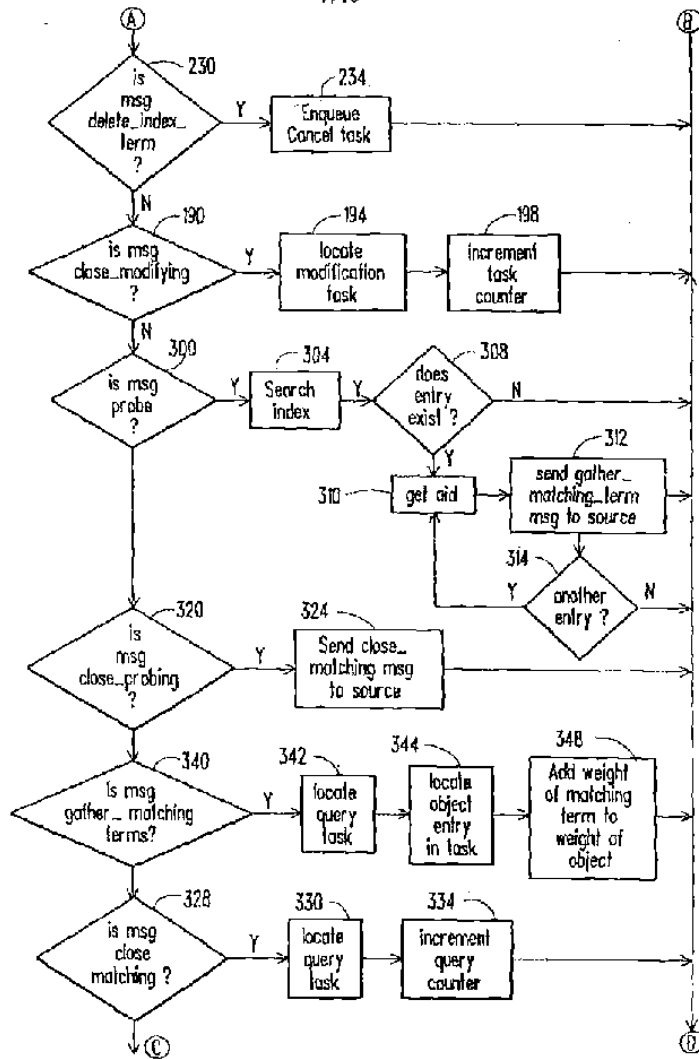 A
B
230
is
msg
delete_index_
term
?
Y
234
Enqueue
Cancel task
N
190
is msg
close_modifying
?
Y
194
locate
modification
task
198
increment
task
counter
N
300
is msg
probe
?
Y
304
Search
index
Y
308
does
entry
exist ?
N
Y
310
get aid
312
send gather_
matching_term
msg to source
314
another
entry ?
Y
N
320
is
msg
close_probing
?
Y
324
Send close_
matching msg
to source
340
Is msg
gather_ matching
terms?
Y
342
locate
query
task
344
locate
object
entry
in task
348
Add weight
of matching
term to
weight of
object
328
is msg
close
matching ?
Y
330
locate
query
task
334
increment
query
counter
C